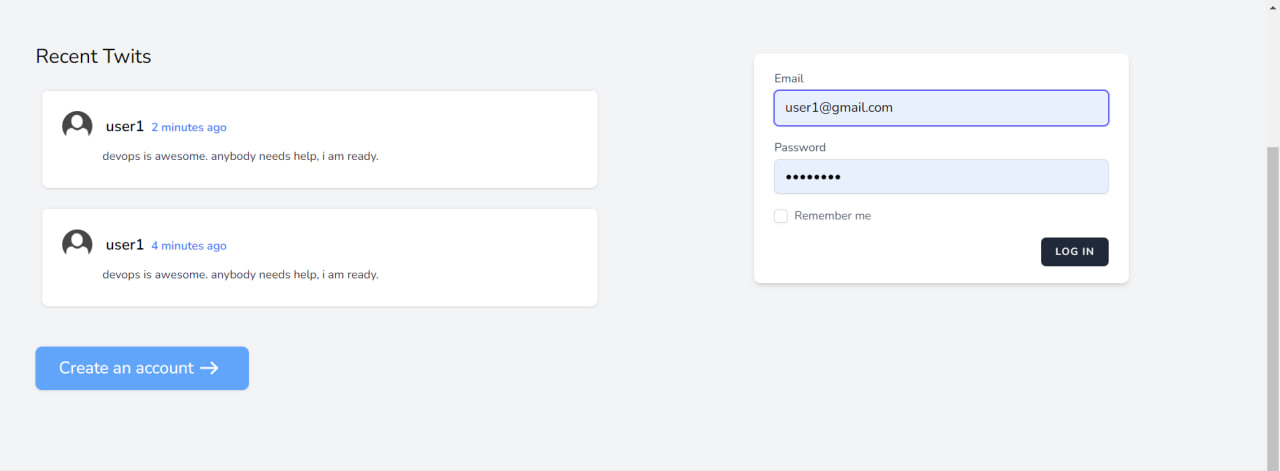 Recent Twits
user1 2 minutes ago
devops is awesome. anybody needs help, i am ready.
user1 4 minutes ago
devops is awesome. anybody needs help, i am ready.
Create an account →
Email
user1@gmail.com
Password
••••••••
Remember me
LOG IN